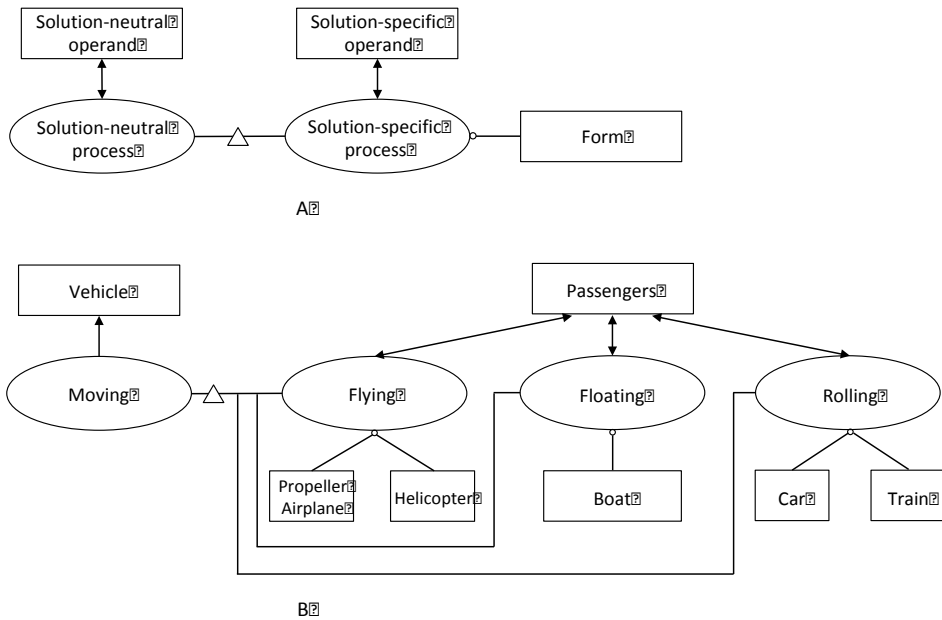 Solution-neutral
operand
Solution-specific
operand
Solution-neutral
process
Solution-specific
process
Form
A
Vehicle
Passengers
Moving
Flying
Floating
Rolling
Propeller
Airplane
Helicopter
Boat
Car
Train
B